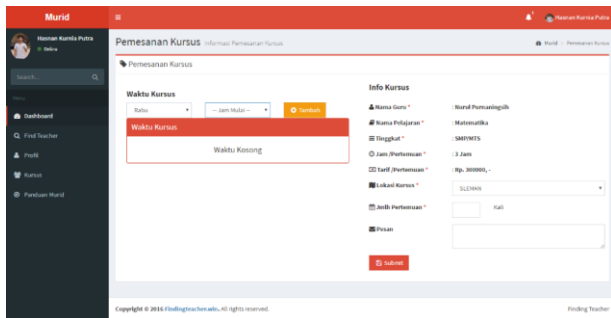 Murid
Hasnan Kurnia Putra
Hasnan Kurnia Putra
Online
Search...
Menu
Dashboard
Find Teacher
Profil
Kursus
Panduan Murid
Pemesanan Kursus Informasi Pemesanan Kursus
Murid > Pemesanan Kursus
Pemesanan Kursus
Waktu Kursus
Rabu
-- Jam Mulai --
Tambah
Waktu Kursus
Waktu Kosong
Info Kursus
Nama Guru * : Nurul Purnaningsih
Nama Pelajaran * : Matematika
Tinggkat * : SMP/MTS
Jam /Pertemuan * : 3 Jam
Tarif /Pertemuan * : Rp. 300000, -
Lokasi Kursus * SLEMAN
Jmlh Pertemuan * Kali
Pesan
Submit
Copyright © 2016 Findingteacher.win. All rights reserved.
Finding Teacher